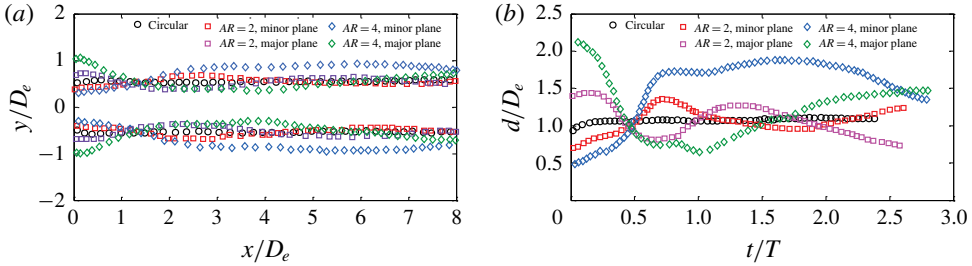 (a)
Circular
AR = 2, minor plane
AR = 4, minor plane
AR = 2, major plane
AR = 4, major plane
2
1
0
−1
−2
y/De
0 1 2 3 4 5 6 7 8
x/De
(b)
Circular
AR = 2, minor plane
AR = 4, minor plane
AR = 2, major plane
AR = 4, major plane
2.5
2.0
1.5
1.0
0.5
d/De
0 0.5 1.0 1.5 2.0 2.5 3.0
t/T